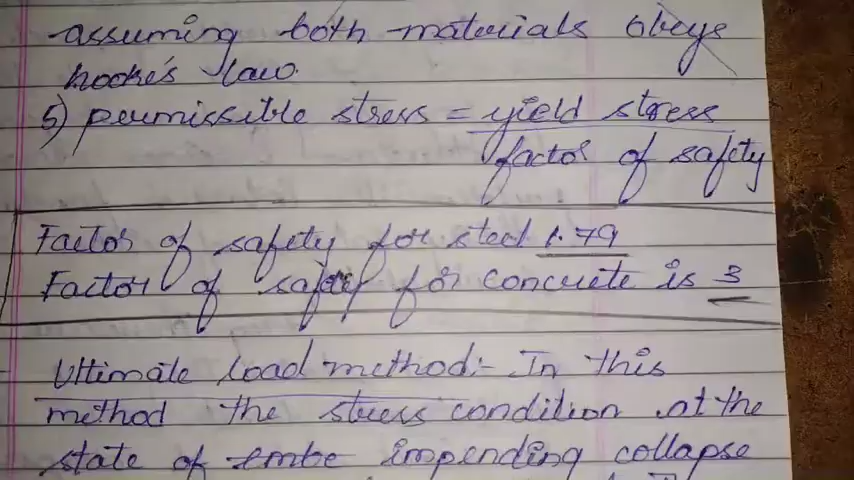 assuming both materials obeys
hooke's law.
5) permissible stress = yield stress
factor of safety
Factor of safety for steel 1.79
Factor of safety for concrete is 3
Ultimate load method:- In this
method the stress condition at the
state of impending collapse